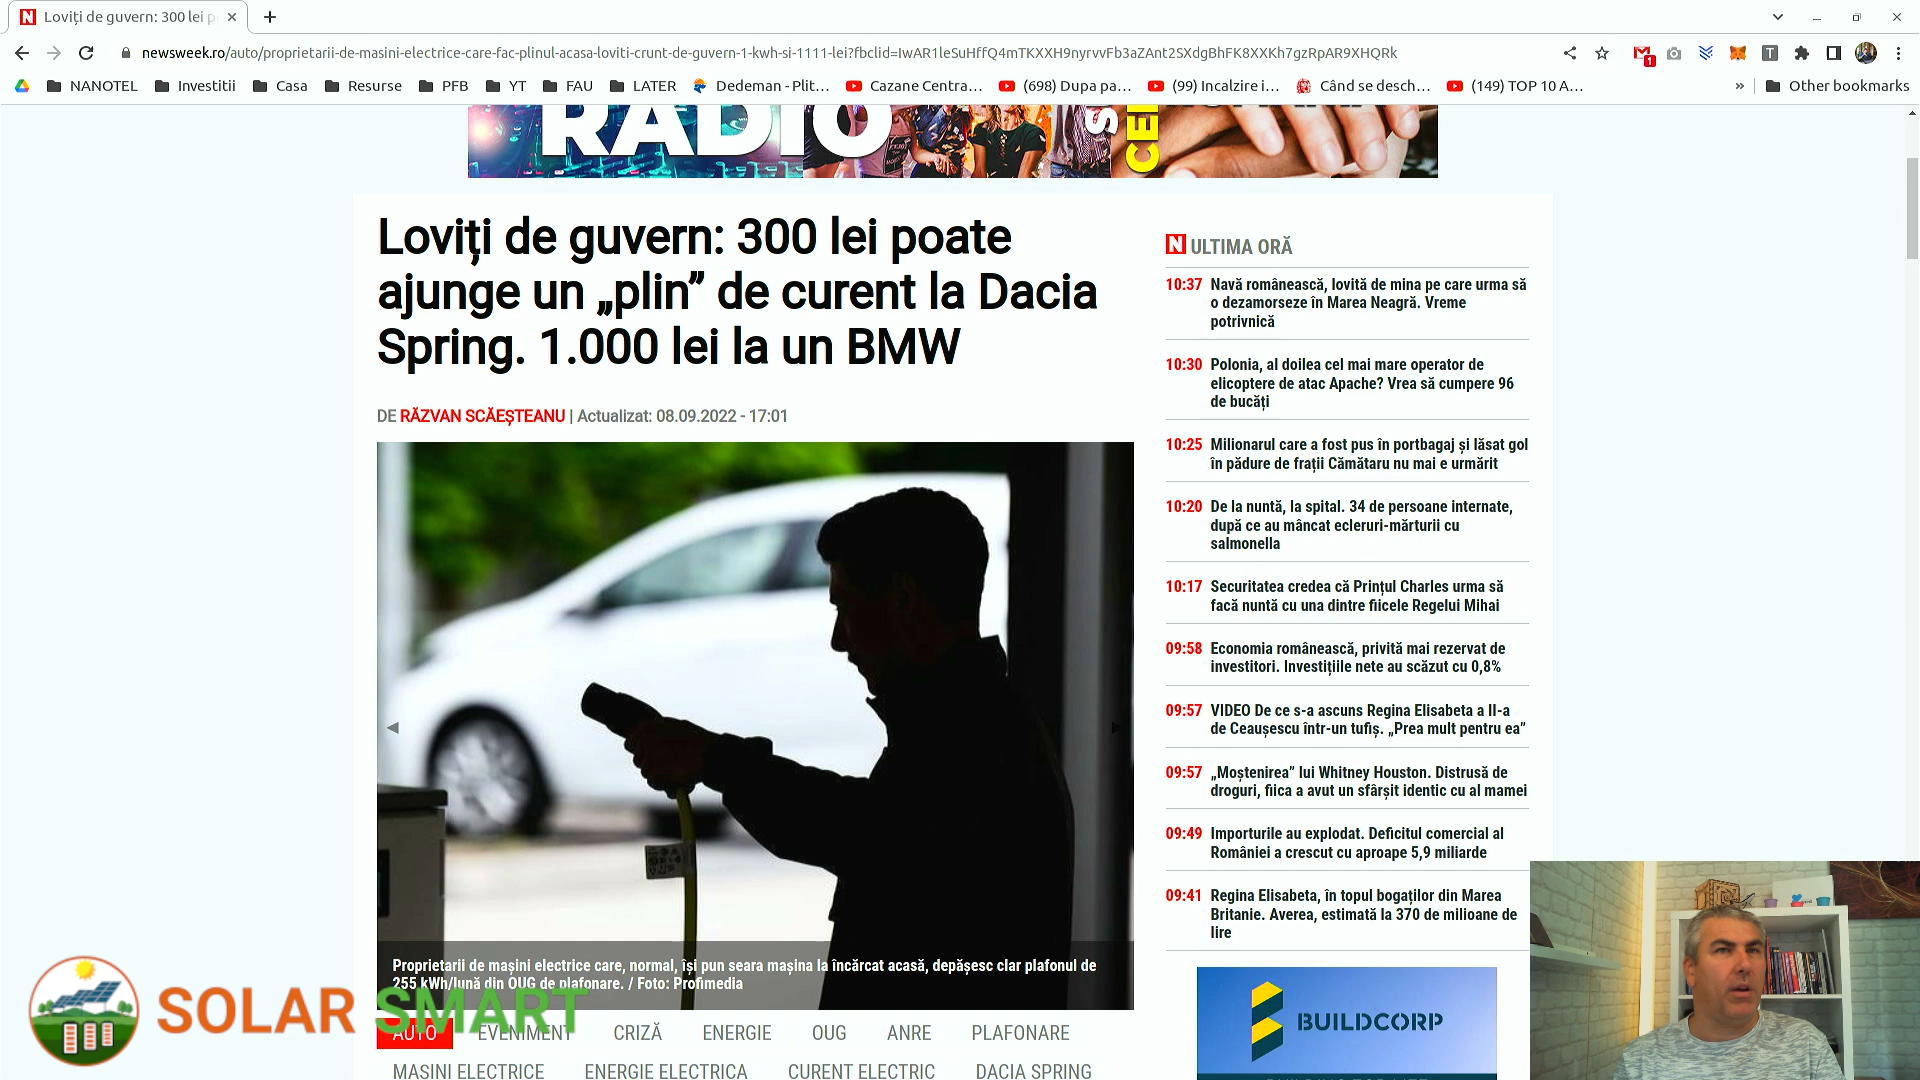 Loviți de guvern: 300 lei p
newsweek.ro/auto/proprietarii-de-masini-electrice-care-fac-plinul-acasa-loviti-crunt-de-guvern-1-kwh-si-1111-lei?fbclid=IwAR1leSuHffQ4mTKXXH9nyrvvFb3aZAnt2SXdgBhFK8XXKh7gzRpAR9XHQRk
1
NANOTEL Investitii Casa Resurse PFB YT FAU LATER Dedeman - Plit... Cazane Centra... (698) Dupa pa... (99) Incalzire i... Când se desch... (149) TOP 10 A... » Other bookmarks
RADIO
Loviți de guvern: 300 lei poate
ajunge un „plin” de curent la Dacia
Spring. 1.000 lei la un BMW
DE RĂZVAN SCĂEȘTEANU | Actualizat: 08.09.2022 - 17:01
Proprietarii de mașini electrice care, normal, își pun seara mașina la încărcat acasă, depășesc clar plafonul de
255 kWh/lună din OUG de plafonare. / Foto: Profimedia
AUTO EVENIMENT CRIZĂ ENERGIE OUG ANRE PLAFONARE
MASINI ELECTRICE ENERGIE ELECTRICA CURENT ELECTRIC DACIA SPRING
SOLAR SMART
N ULTIMA ORĂ
10:37 Navă românească, lovită de mina pe care urma să
o dezamorseze în Marea Neagră. Vreme
potrivnică
10:30 Polonia, al doilea cel mai mare operator de
elicoptere de atac Apache? Vrea să cumpere 96
de bucăți
10:25 Milionarul care a fost pus în portbagaj și lăsat gol
în pădure de frații Cămătaru nu mai e urmărit
10:20 De la nuntă, la spital. 34 de persoane internate,
după ce au mâncat ecleruri-mărturii cu
salmonella
10:17 Securitatea credea că Prințul Charles urma să
facă nuntă cu una dintre fiicele Regelui Mihai
09:58 Economia românească, privită mai rezervat de
investitori. Investițiile nete au scăzut cu 0,8%
09:57 VIDEO De ce s-a ascuns Regina Elisabeta a II-a
de Ceaușescu într-un tufiș. „Prea mult pentru ea”
09:57 „Moștenirea” lui Whitney Houston. Distrusă de
droguri, fiica a avut un sfârșit identic cu al mamei
09:49 Importurile au explodat. Deficitul comercial al
României a crescut cu aproape 5,9 miliarde
09:41 Regina Elisabeta, în topul bogaților din Marea
Britanie. Averea, estimată la 370 de milioane de
lire
BUILDCORP